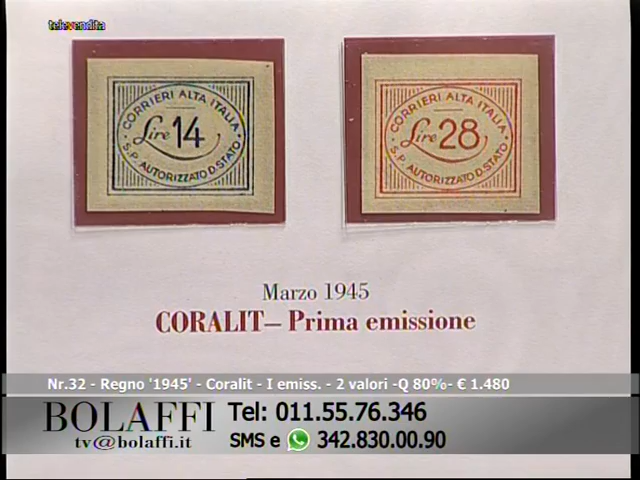 televendita
CORRIERI ALTA ITALIA
Lire 14
S.P. AUTORIZZATO D. STATO
CORRIERI ALTA ITALIA
Lire 28
S.P. AUTORIZZATO D. STATO
Marzo 1945
CORALIT– Prima emissione
Nr.32 - Regno '1945' - Coralit - I emiss. - 2 valori -Q 80%- € 1.480
BOLAFFI
tv@bolaffi.it
Tel: 011.55.76.346
SMS e 342.830.00.90